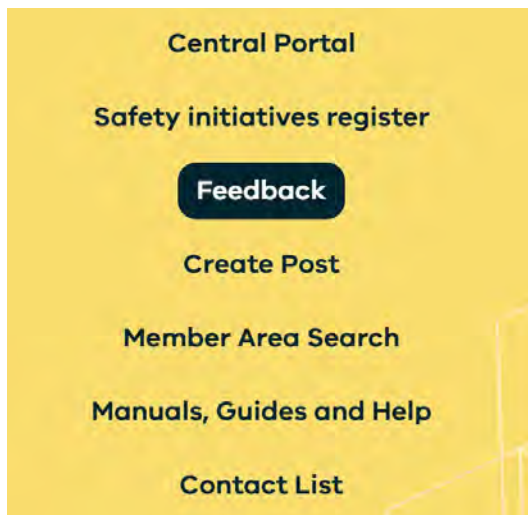 Central Portal
Safety initiatives register
Feedback
Create Post
Member Area Search
Manuals, Guides and Help
Contact List